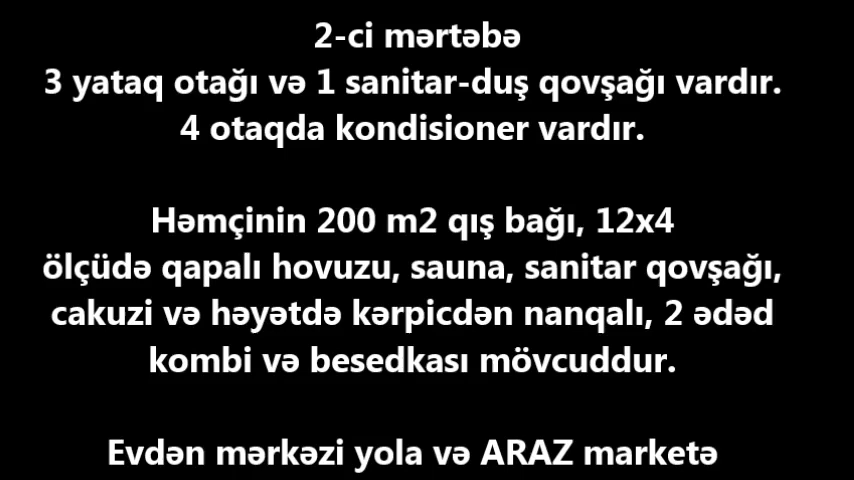 2-ci mərtəbə
3 yataq otağı və 1 sanitar-duş qovşağı vardır.
4 otaqda kondisioner vardır.
Həmçinin 200 m2 qış bağı, 12x4
ölçüdə qapalı hovuzu, sauna, sanitar qovşağı,
cakuzi və həyətdə kərpicdən nanqalı, 2 ədəd
kombi və besedkası mövcuddur.
Evdən mərkəzi yola və ARAZ marketə